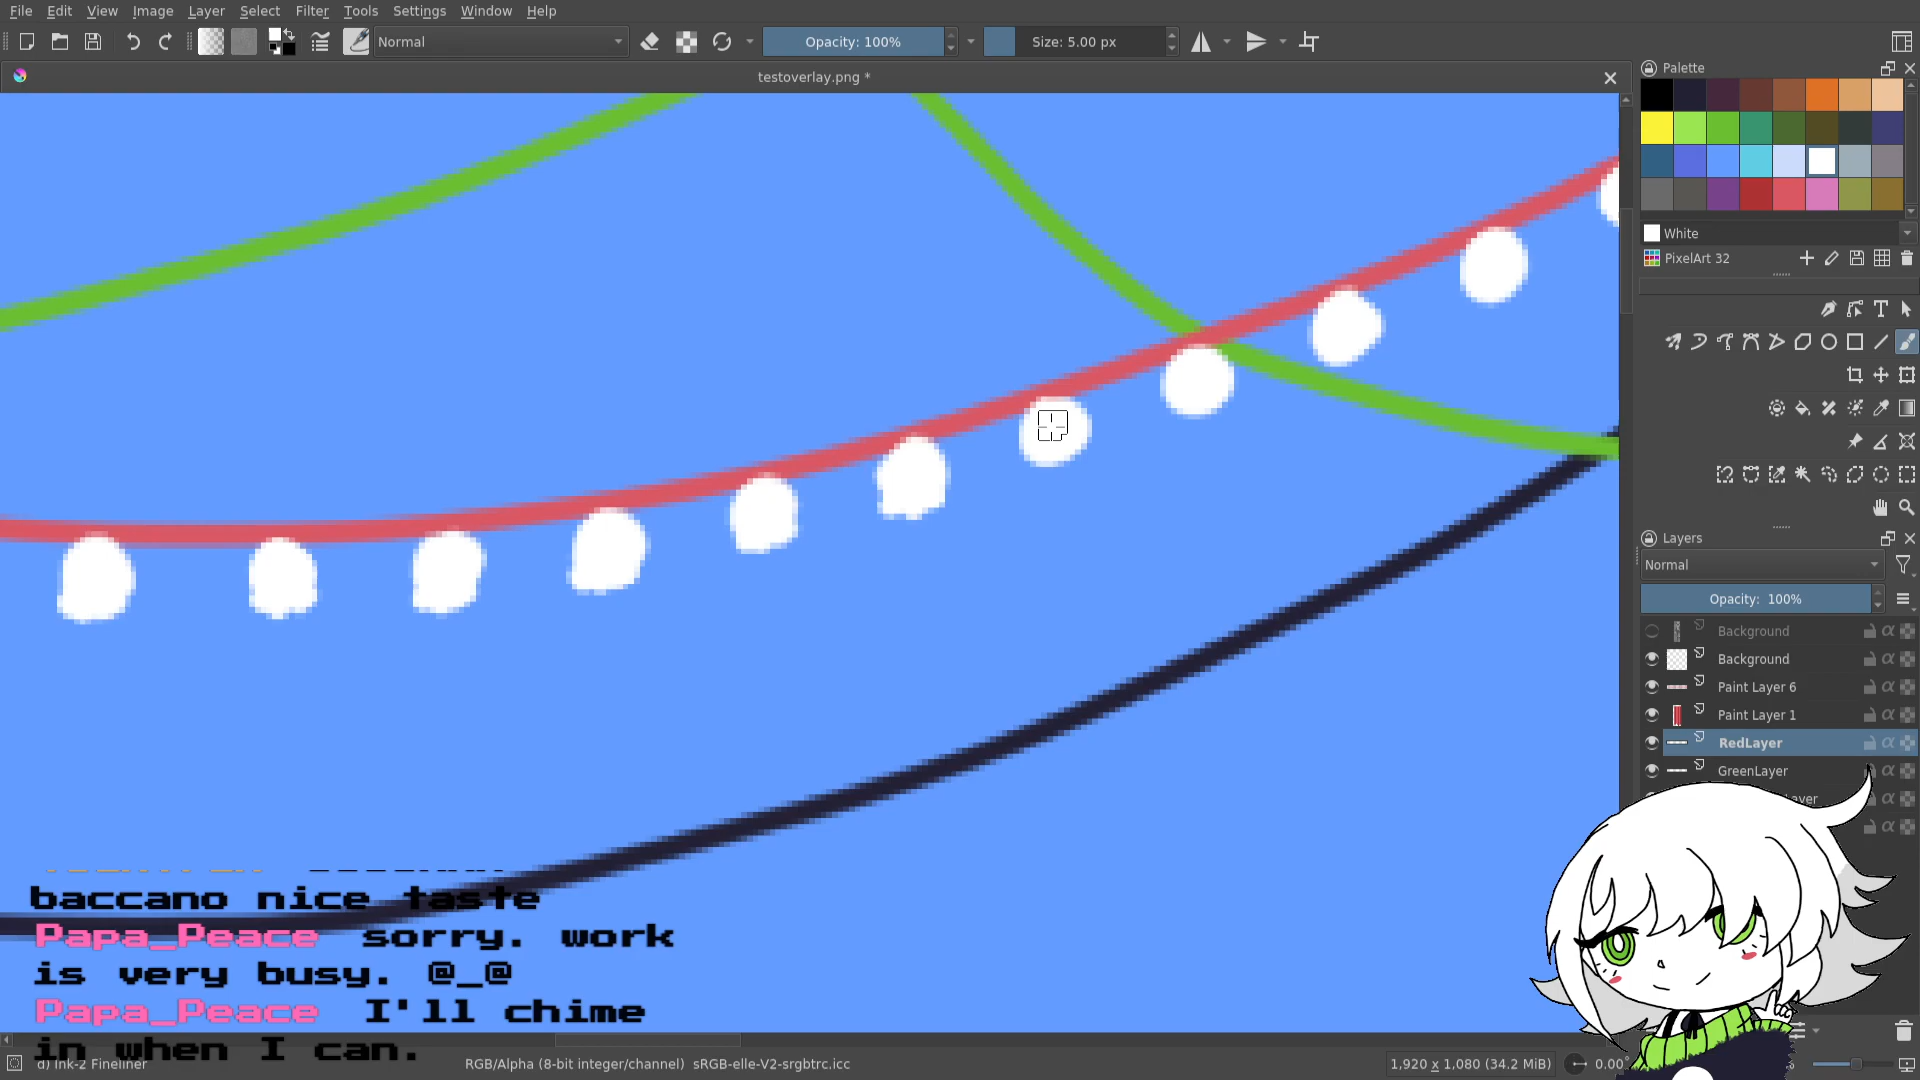 File Edit View Image Layer Select Filter Tools Settings Window Help
Normal
Opacity: 100%
Size: 5.00 px
testoverlay.png *
Palette
White
PixelArt 32
Layers
Normal
Opacity: 100%
Background
Background
Paint Layer 6
Paint Layer 1
RedLayer
GreenLayer
ayer
baccano nice taste
Papa_Peace sorry. work
is very busy. @_@
Papa_Peace I'll chime
in when I can.
d) Ink-2 Fineliner
RGB/Alpha (8-bit integer/channel) sRGB-elle-V2-srgbtrc.icc
1,920 x 1,080 (34.2 MiB)
0.00